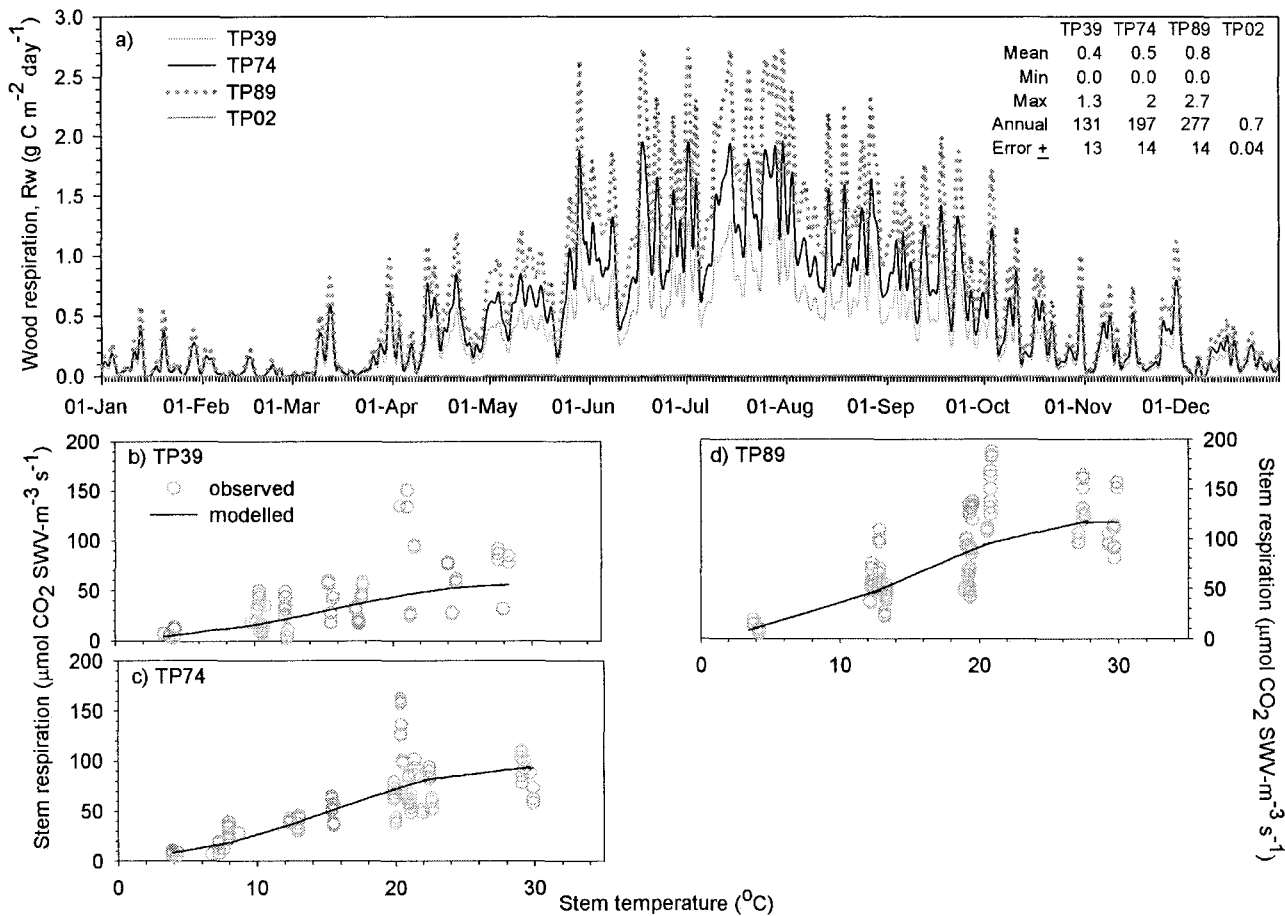 3.0
2.5
2.0
1.5
1.0
0.5
0.0
Wood respiration, Rw (g C m⁻² day⁻¹)
a)
TP39
TP74
TP89
TP02
TP39 TP74 TP89 TP02
Mean 0.4 0.5 0.8
Min 0.0 0.0 0.0
Max 1.3 2 2.7
Annual 131 197 277 0.7
Error ± 13 14 14 0.04
01-Jan 01-Feb 01-Mar 01-Apr 01-May 01-Jun 01-Jul 01-Aug 01-Sep 01-Oct 01-Nov 01-Dec
b) TP39
observed
modelled
200
150
100
50
0
Stem respiration (μmol CO₂ SWV-m⁻³ s⁻¹)
c) TP74
200
150
100
50
0
0 10 20 30
d) TP89
200
150
100
50
0
0 10 20 30
Stem respiration (μmol CO₂ SWV-m⁻³ s⁻¹)
Stem temperature (⁰C)